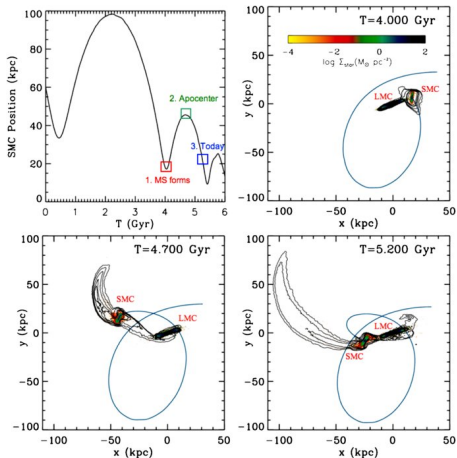 100
80
60
40
20
0
SMC Position (kpc)
0 1 2 3 4 5 6
T (Gyr)
2. Apocenter
3. Today
1. MS forms
T=4.000 Gyr
-4 -2 0 2
log Σstar(M⊙ pc⁻²)
LMC
SMC
100
50
0
-50
-100
y (kpc)
-100 -50 0 50
x (kpc)
T=4.700 Gyr
SMC
LMC
100
50
0
-50
-100
y (kpc)
-100 -50 0 50
x (kpc)
T=5.200 Gyr
LMC
SMC
100
50
0
-50
-100
y (kpc)
-100 -50 0 50
x (kpc)